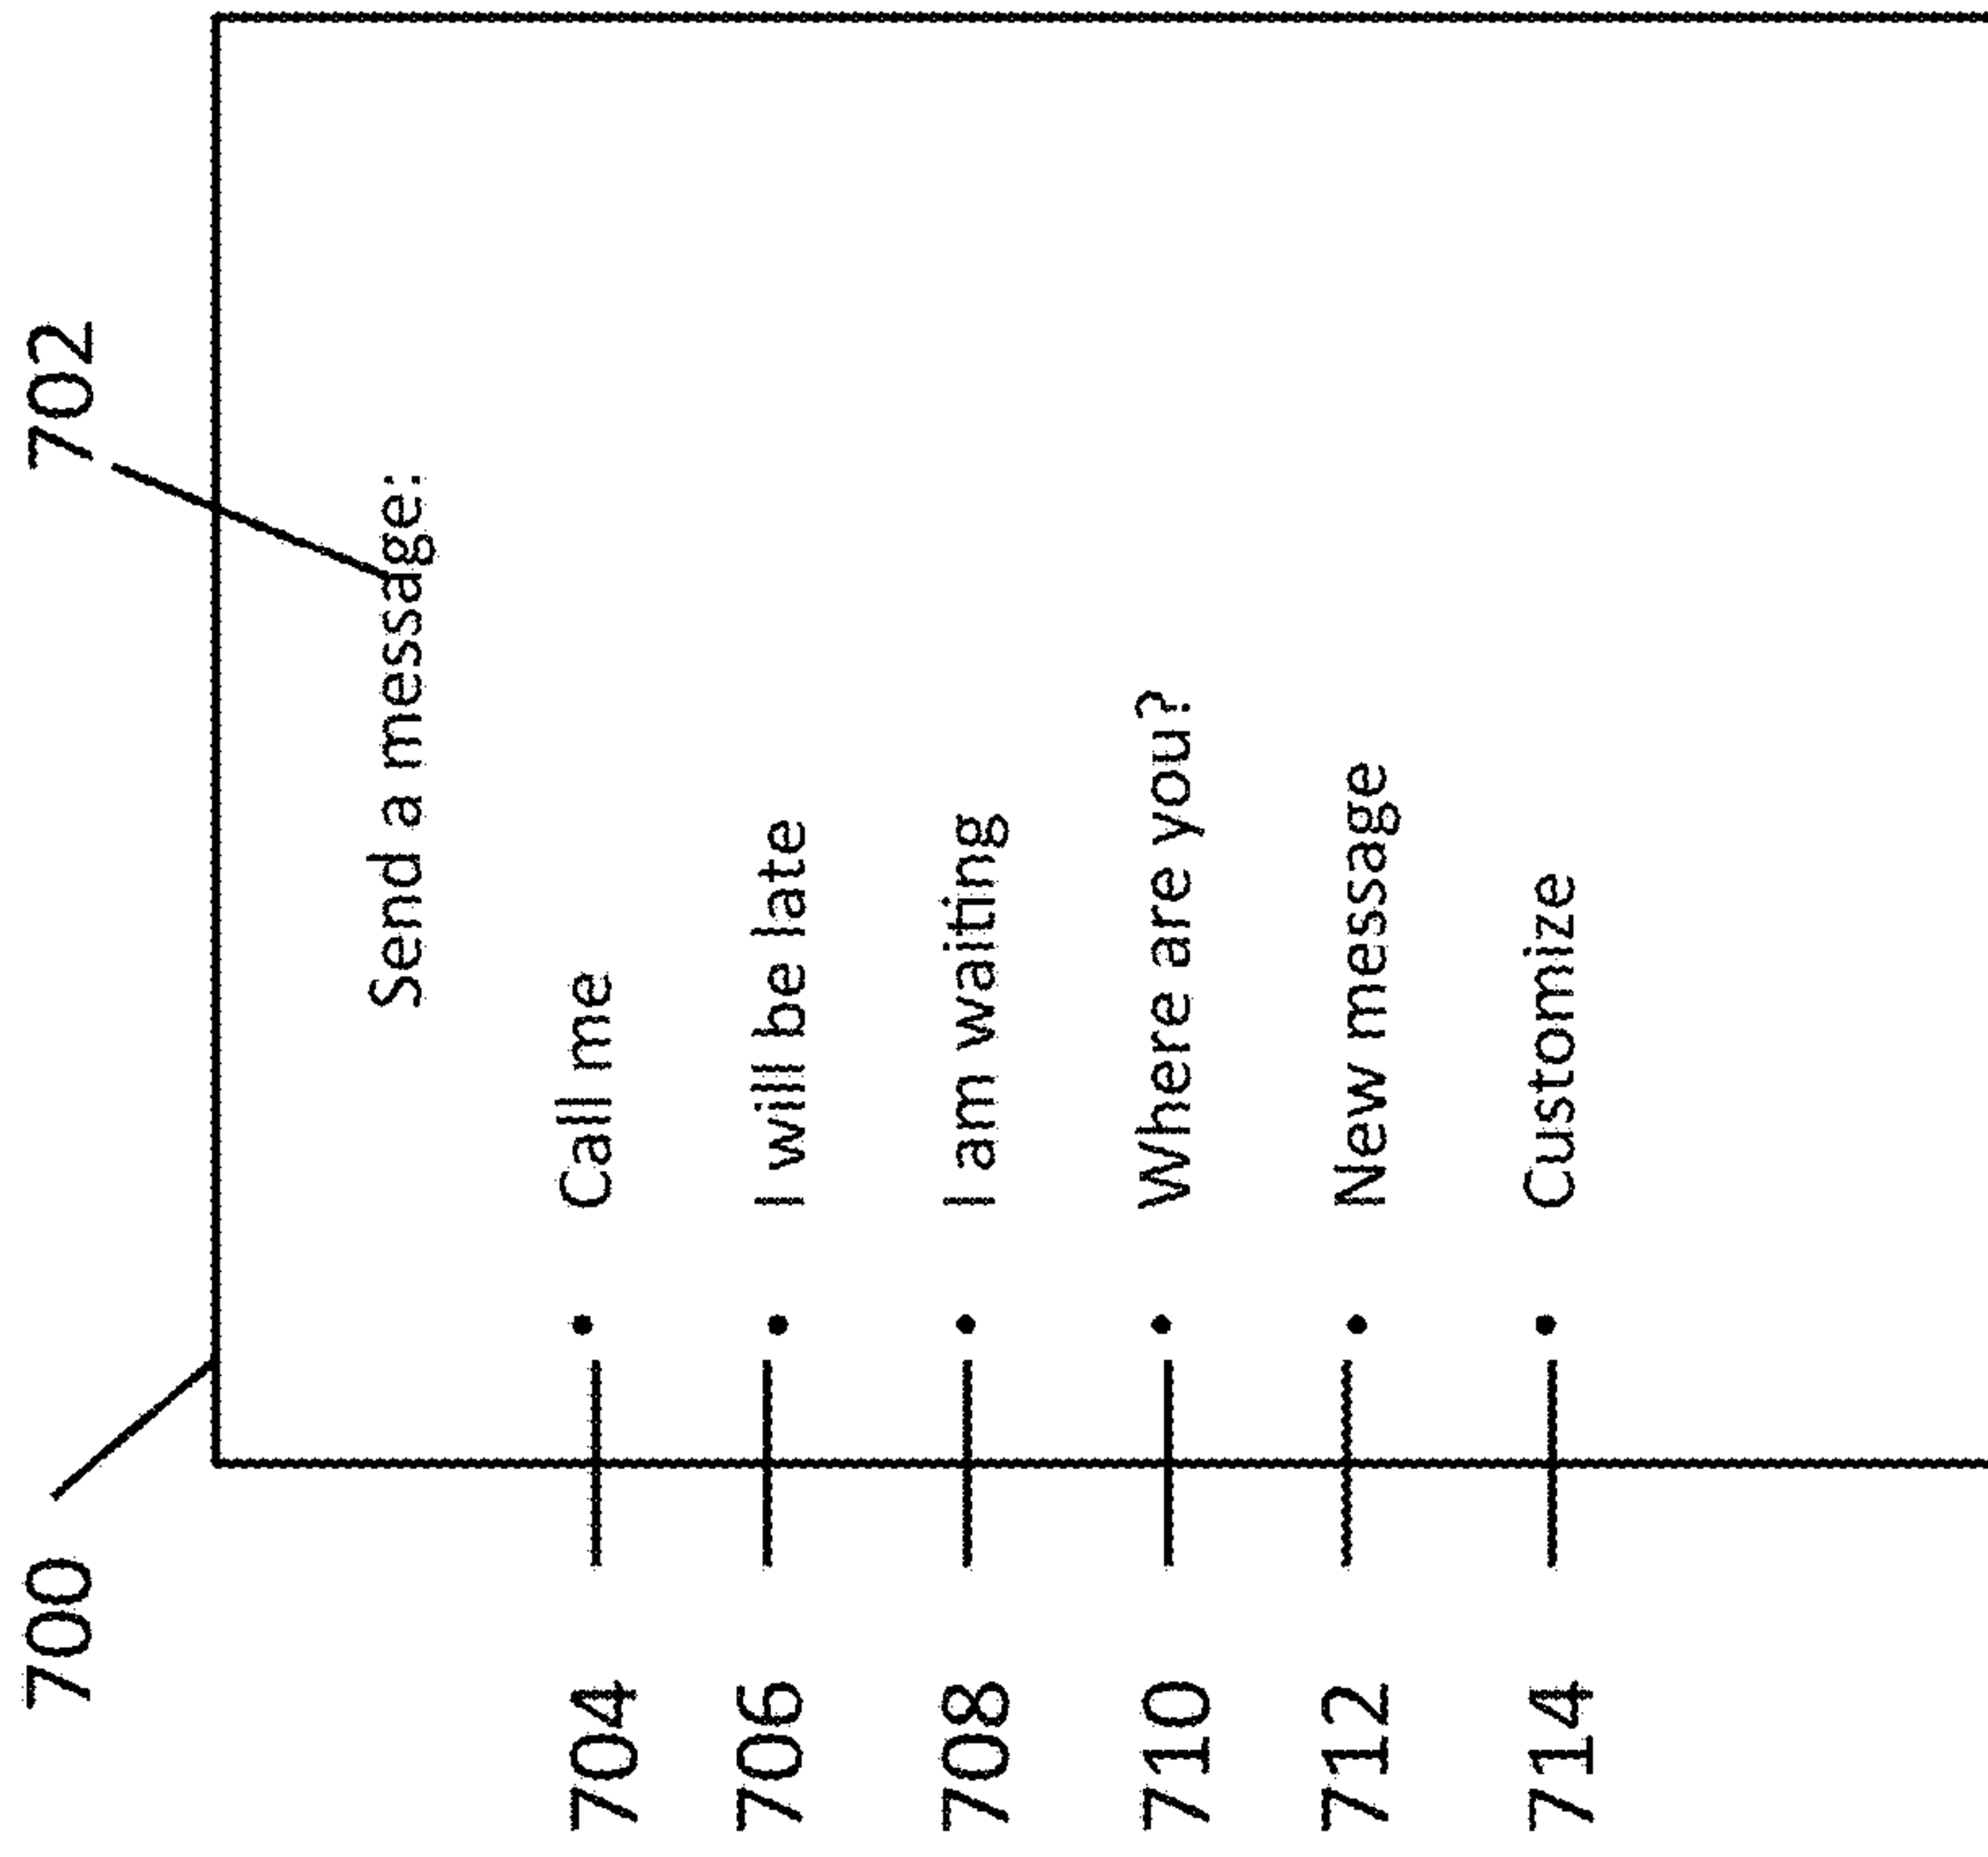 700
702
Send a message:
704 • Call me
706 • I will be late
708 • I am waiting
710 • Where are you?
712 • New message
714 • Customize